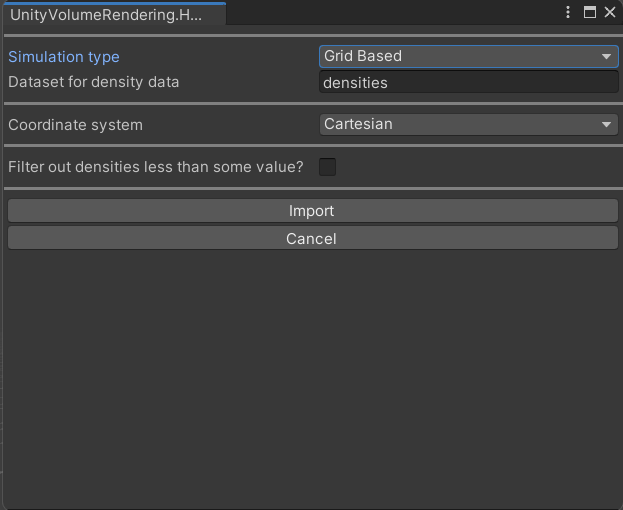 UnityVolumeRendering.H...
Simulation type Grid Based
Dataset for density data densities
Coordinate system Cartesian
Filter out densities less than some value?
Import
Cancel